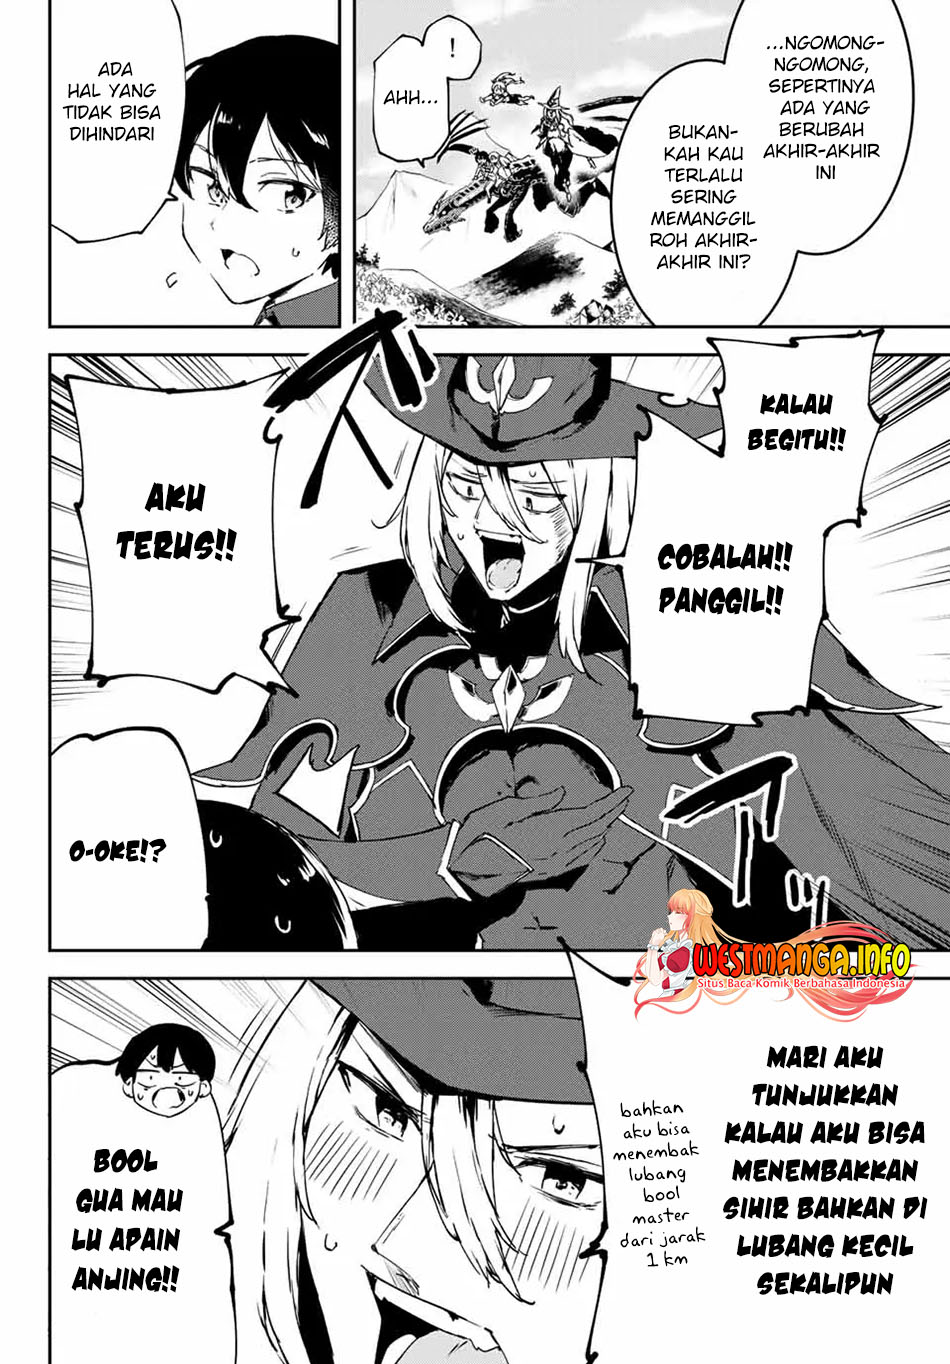 ...NGOMONG-
NGOMONG,
SEPERTINYA
ADA YANG
BERUBAH
AKHIR-AKHIR
INI
BUKAN-
KAH KAU
TERLALU
SERING
MEMANGGIL
ROH AKHIR-
AKHIR INI?
!
AHH...
ADA
HAL YANG
TIDAK BISA
DIHINDARI
KALAU
BEGITU!!
COBALAH!!
PANGGIL!!
AKU
TERUS!!
O-OKE!?
WESTMANGA.INFO
Situs Baca Komik Berbahasa Indonesia
MARI AKU
TUNJUKKAN
KALAU AKU BISA
MENEMBAKKAN
SIHIR BAHKAN DI
LUBANG KECIL
SEKALIPUN
bahkan
aku bisa
menembak
lubang
bool
master
dari jarak
1 km
BOOL
GUA MAU
LU APAIN
ANJING!!